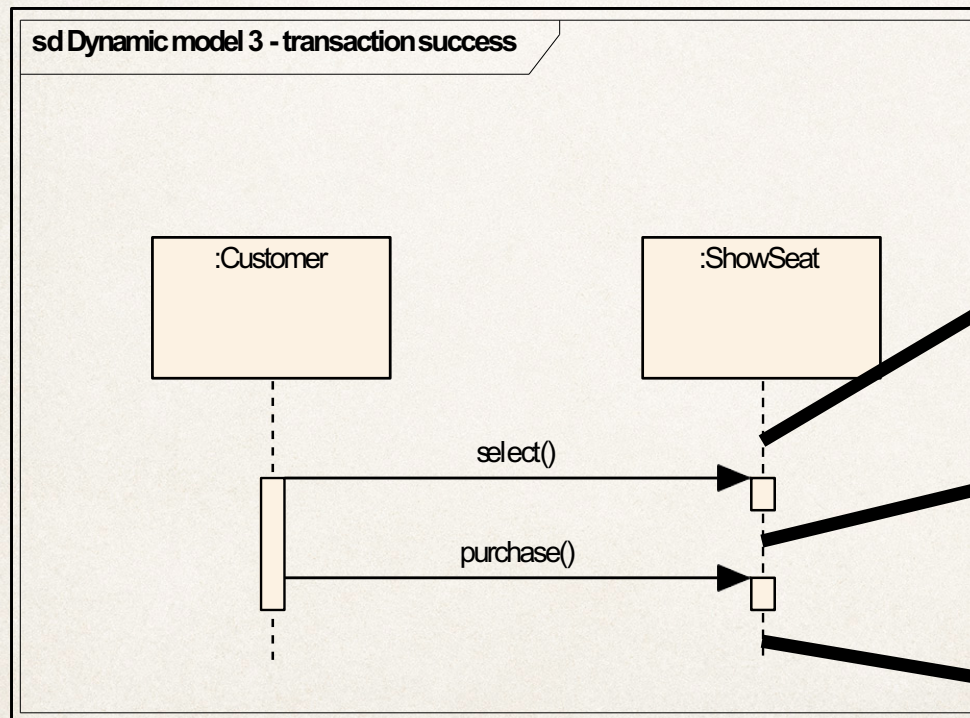 sd Dynamic model 3 - transaction success
:Customer
:ShowSeat
select()
purchase()